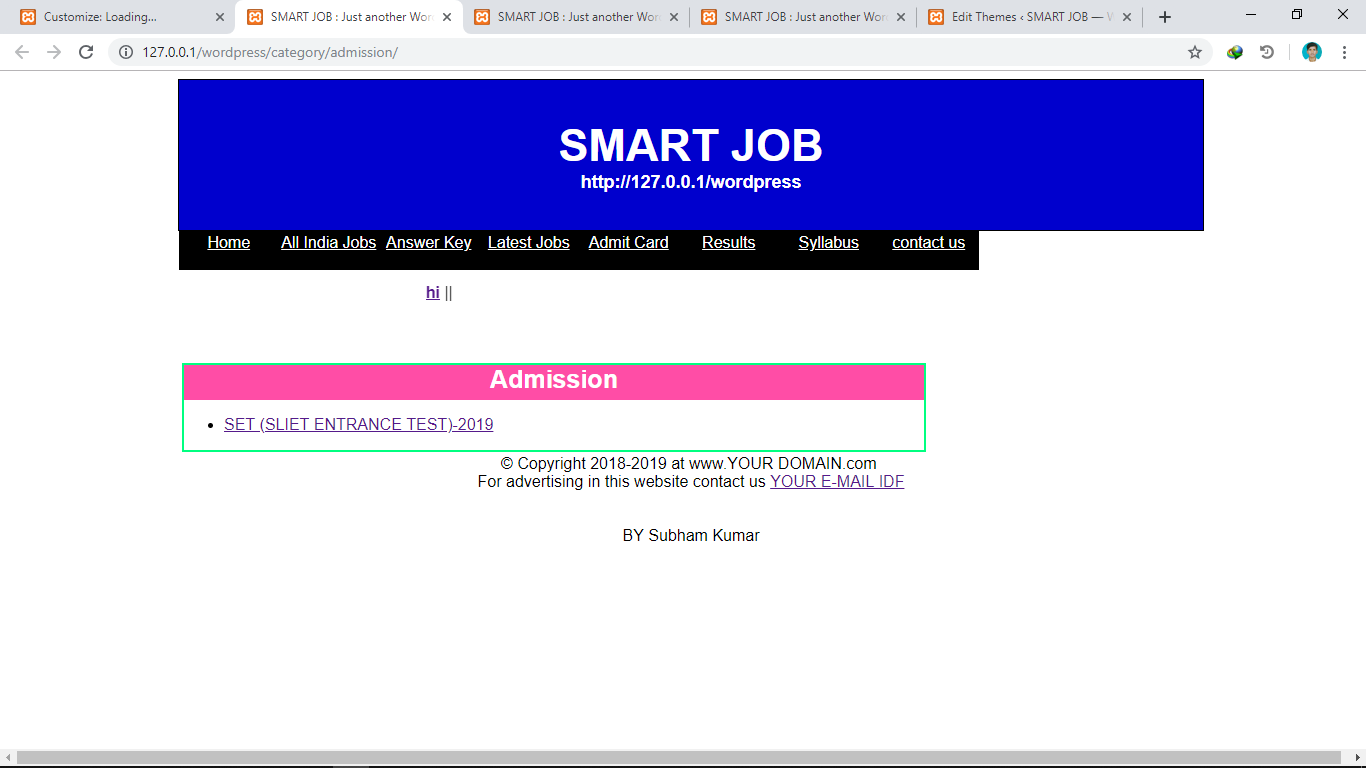 Customize: Loading...
SMART JOB : Just another Wor
SMART JOB : Just another Wor
SMART JOB : Just another Wor
Edit Themes ‹ SMART JOB — W
127.0.0.1/wordpress/category/admission/
SMART JOB
http://127.0.0.1/wordpress
Home All India Jobs Answer Key Latest Jobs Admit Card Results Syllabus contact us
hi ||
Admission
SET (SLIET ENTRANCE TEST)-2019
© Copyright 2018-2019 at www.YOUR DOMAIN.com
For advertising in this website contact us YOUR E-MAIL IDF
BY Subham Kumar